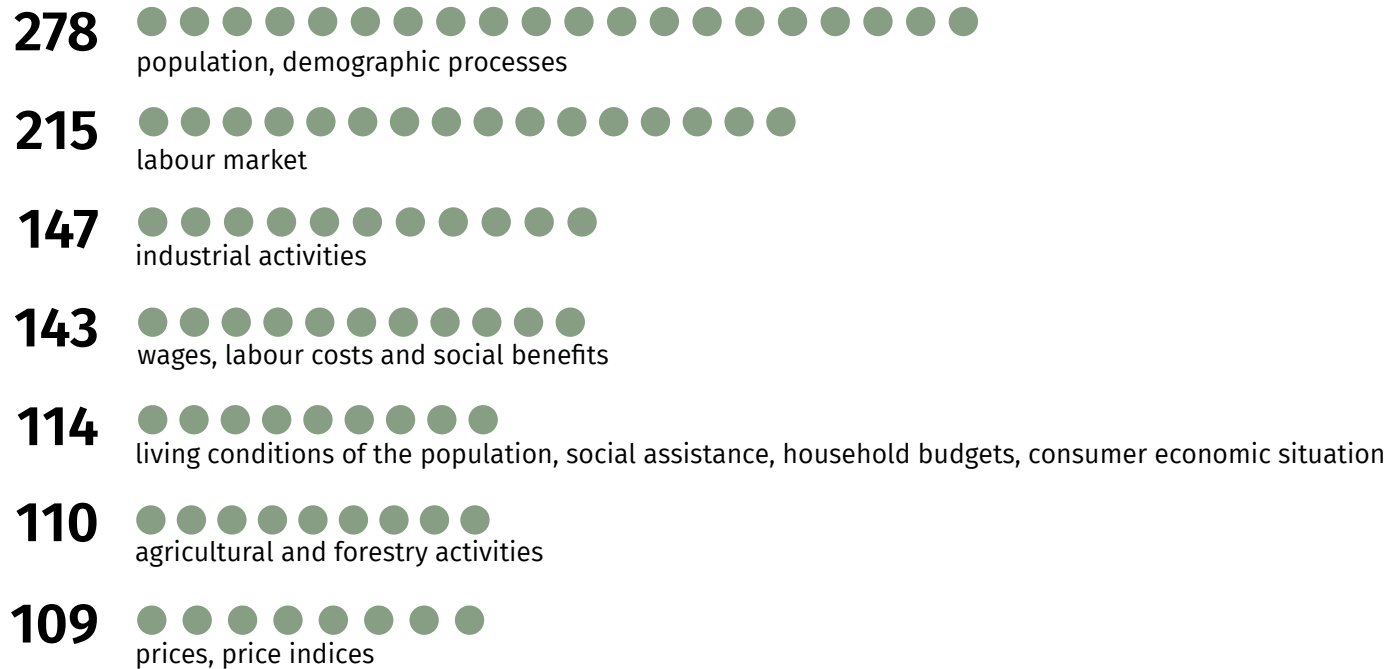 278
population, demographic processes
215
labour market
147
industrial activities
143
wages, labour costs and social benefits
114
living conditions of the population, social assistance, household budgets, consumer economic situation
110
agricultural and forestry activities
109
prices, price indices